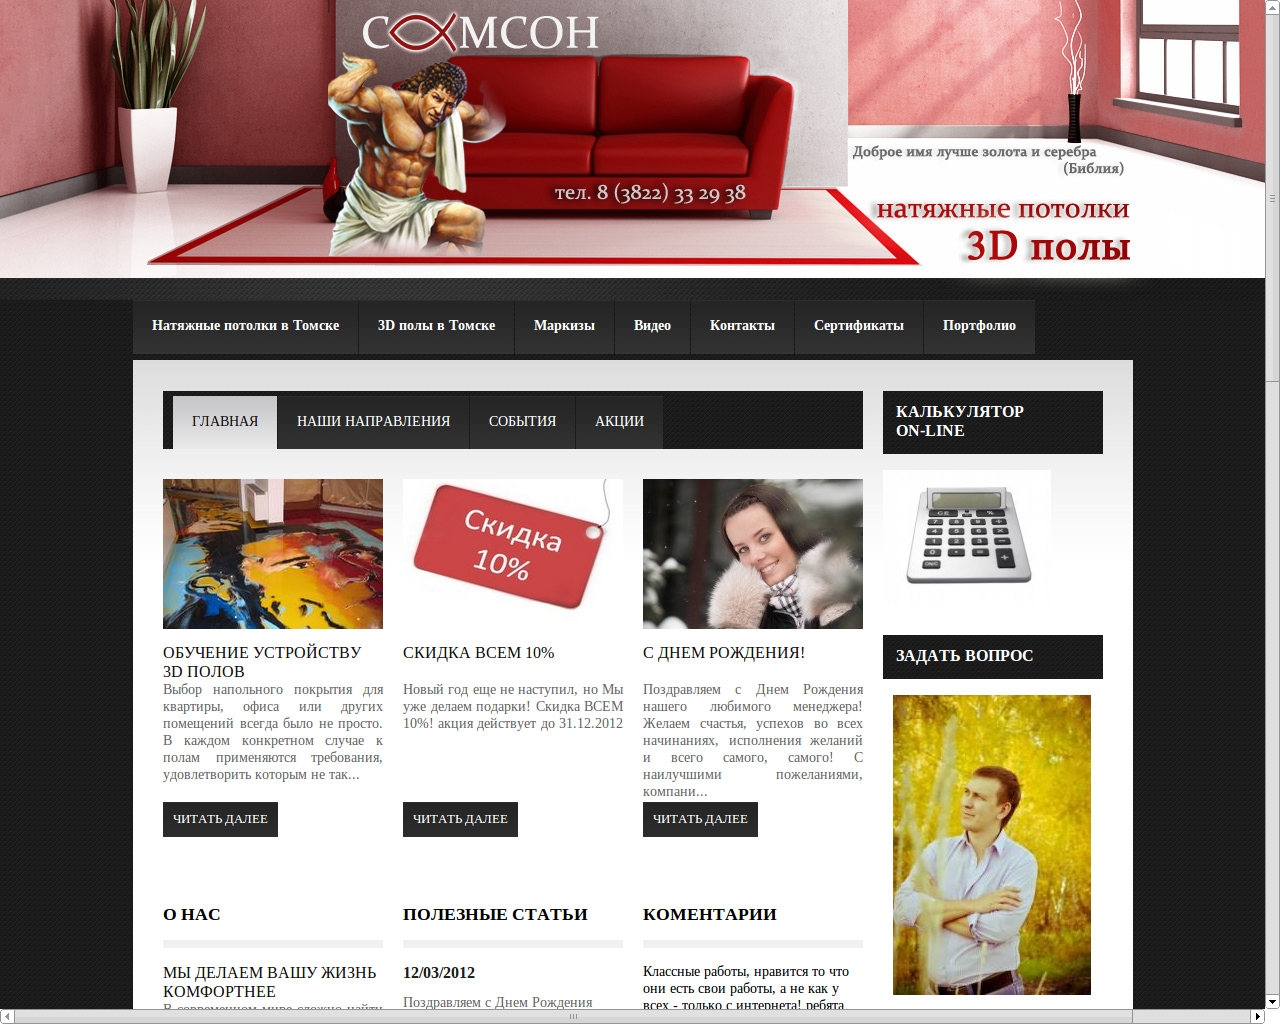 САМСОН
Доброе имя лучше золота и серебра
(Библия)
тел. 8 (3822) 33 29 38
натяжные потолки
3D полы
Натяжные потолки в Томске
3D полы в Томске
Маркизы
Видео
Контакты
Сертификаты
Портфолио
ГЛАВНАЯ
НАШИ НАПРАВЛЕНИЯ
СОБЫТИЯ
АКЦИИ
Скидка
10%
ОБУЧЕНИЕ УСТРОЙСТВУ
3D ПОЛОВ
Выбор напольного покрытия для
квартиры, офиса или других
помещений всегда было не просто.
В каждом конкретном случае к
полам применяются требования,
удовлетворить которым не так...
ЧИТАТЬ ДАЛЕЕ
СКИДКА ВСЕМ 10%
Новый год еще не наступил, но Мы
уже делаем подарки! Скидка ВСЕМ
10%! акция действует до 31.12.2012
ЧИТАТЬ ДАЛЕЕ
С ДНЕМ РОЖДЕНИЯ!
Поздравляем с Днем Рождения
нашего любимого менеджера!
Желаем счастья, успехов во всех
начинаниях, исполнения желаний
и всего самого, самого! С
наилучшими пожеланиями,
компани...
ЧИТАТЬ ДАЛЕЕ
КАЛЬКУЛЯТОР
ON-LINE
ЗАДАТЬ ВОПРОС
О НАС
МЫ ДЕЛАЕМ ВАШУ ЖИЗНЬ
КОМФОРТНЕЕ
В современном мире сложно найти
ПОЛЕЗНЫЕ СТАТЬИ
12/03/2012
Поздравляем с Днем Рождения
КОМЕНТАРИИ
Классные работы, нравится то что
они есть свои работы, а не как у
всех - только с интернета! ребята